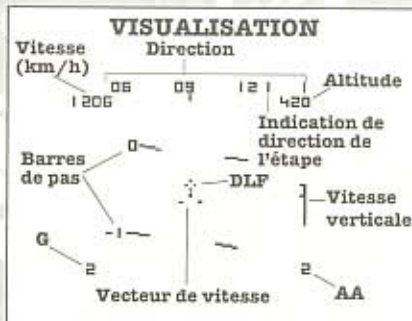 VISUALISATION
Vitesse
(km/h)
Direction
06 09 12
1206
420
Altitude
Indication de
direction de
l'étape
Barres
de pas
0
DLF
Vitesse
verticale
-1
G
2
2
AA
Vecteur de vitesse